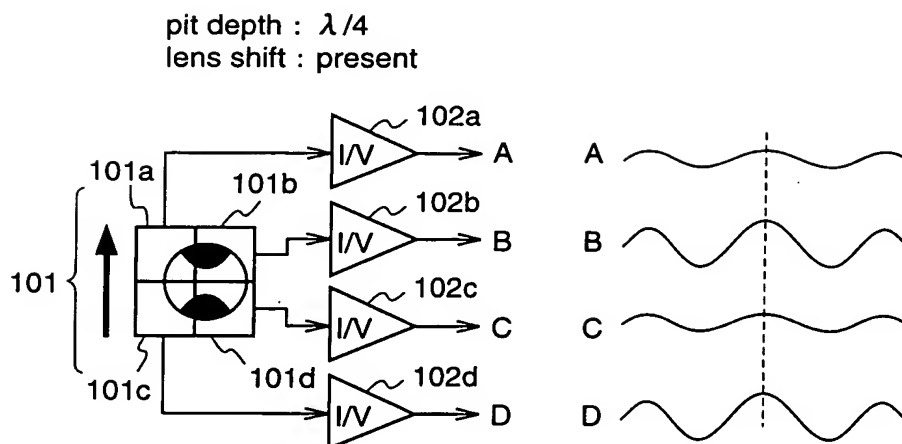 pit depth : λ/4
lens shift : present
102a
I/V
A
A
101a
101b
102b
I/V
B
B
101
102c
I/V
C
C
101c
101d
102d
I/V
D
D